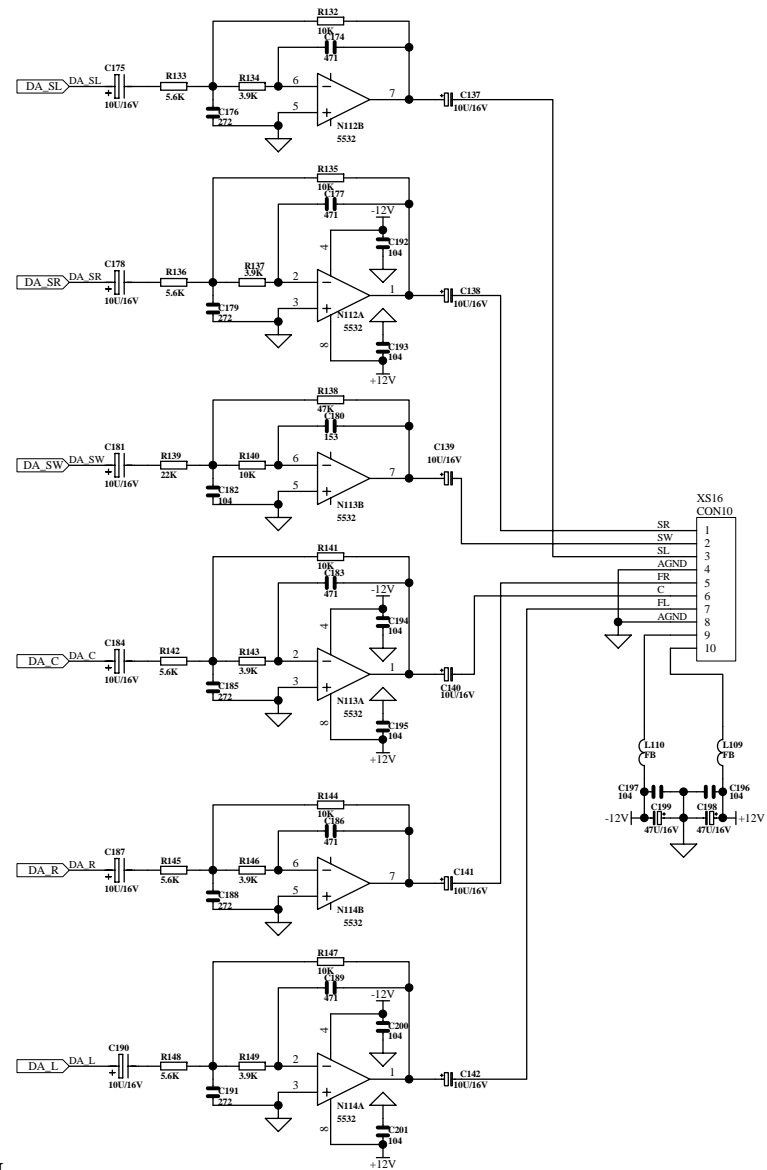 R132
10K
C174
471
C175
DA_SL
DA_SL
+
10U/16V
R133
5.6K
R134
3.9K
6
5
7
C176
272
N112B
5532
C137
10U/16V
R135
10K
C177
471
-12V
C192
104
4
C178
DA_SR
DA_SR
+
10U/16V
R136
5.6K
R137
3.9K
2
3
1
C179
272
N112A
5532
8
C138
10U/16V
C193
104
+12V
R138
47K
C180
153
C181
DA_SW
DA_SW
+
10U/16V
R139
22K
R140
10K
6
5
7
C182
104
N113B
5532
C139
10U/16V
XS16
CON10
SR 1
SW 2
SL 3
AGND 4
FR 5
C 6
FL 7
AGND 8
9
10
R141
10K
C183
471
-12V
C194
104
4
C184
DA_C
DA_C
+
10U/16V
R142
5.6K
R143
3.9K
2
3
1
C185
272
N113A
5532
8
C140
10U/16V
C195
104
+12V
L110
FB
L109
FB
C197
104
C196
104
-12V
C199
47U/16V
C198
47U/16V
+12V
R144
10K
C186
471
C187
DA_R
DA_R
+
10U/16V
R145
5.6K
R146
3.9K
6
5
7
C188
272
N114B
5532
C141
10U/16V
R147
10K
C189
471
-12V
C200
104
4
C190
DA_L
DA_L
+
10U/16V
R148
5.6K
R149
3.9K
2
3
1
C191
272
N114A
5532
8
C142
10U/16V
C201
104
+12V
r